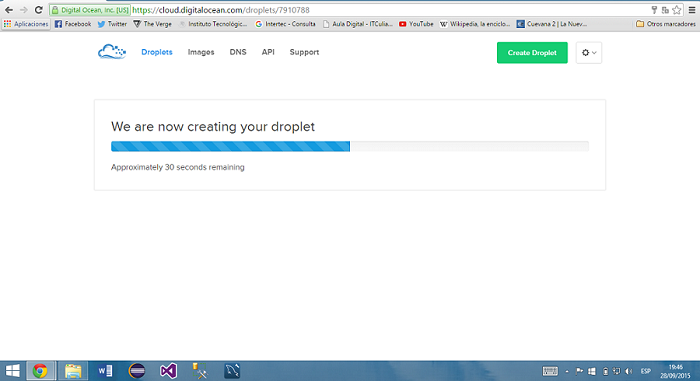 Digital Ocean, Inc. [US] https://cloud.digitalocean.com/droplets/7910788
Aplicaciones Facebook Twitter The Verge Instituto Tecnológic... Intertec - Consulta Aula Digital - ITCulia... YouTube Wikipedia, la enciclo... Cuevana 2 | La Nuev... Otros marcadores
Droplets Images DNS API Support Create Droplet
We are now creating your droplet
Approximately 30 seconds remaining
ESP 19:46
28/09/2015